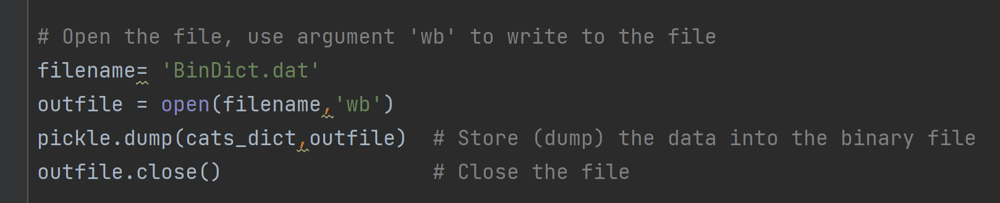 # Open the file, use argument 'wb' to write to the file
filename= 'BinDict.dat'
outfile = open(filename,'wb')
pickle.dump(cats_dict,outfile)  # Store (dump) the data into the binary file
outfile.close()                 # Close the file